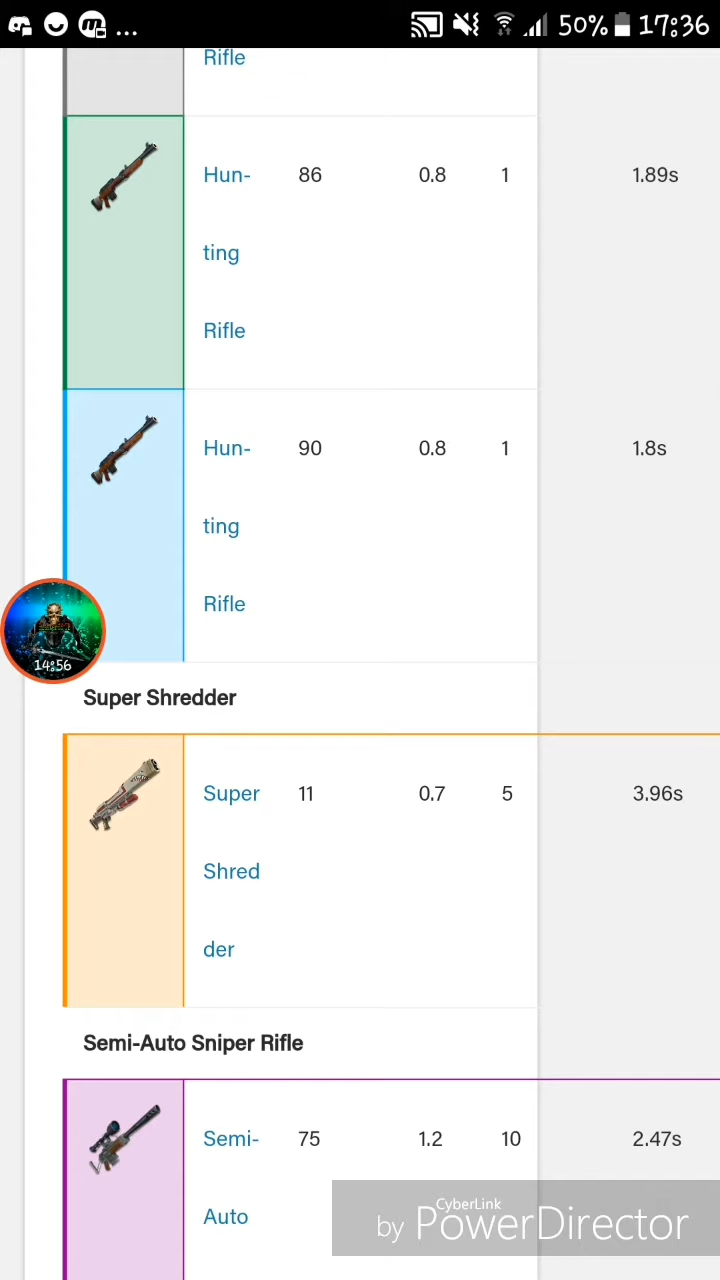 ... 50% 17:36
Rifle
Hun- 86 0.8 1 1.89s
ting
Rifle
Hun- 90 0.8 1 1.8s
ting
Rifle
14:56
Super Shredder
Super 11 0.7 5 3.96s
Shred
der
Semi-Auto Sniper Rifle
Semi- 75 1.2 10 2.47s
Auto
CyberLink
by PowerDirector